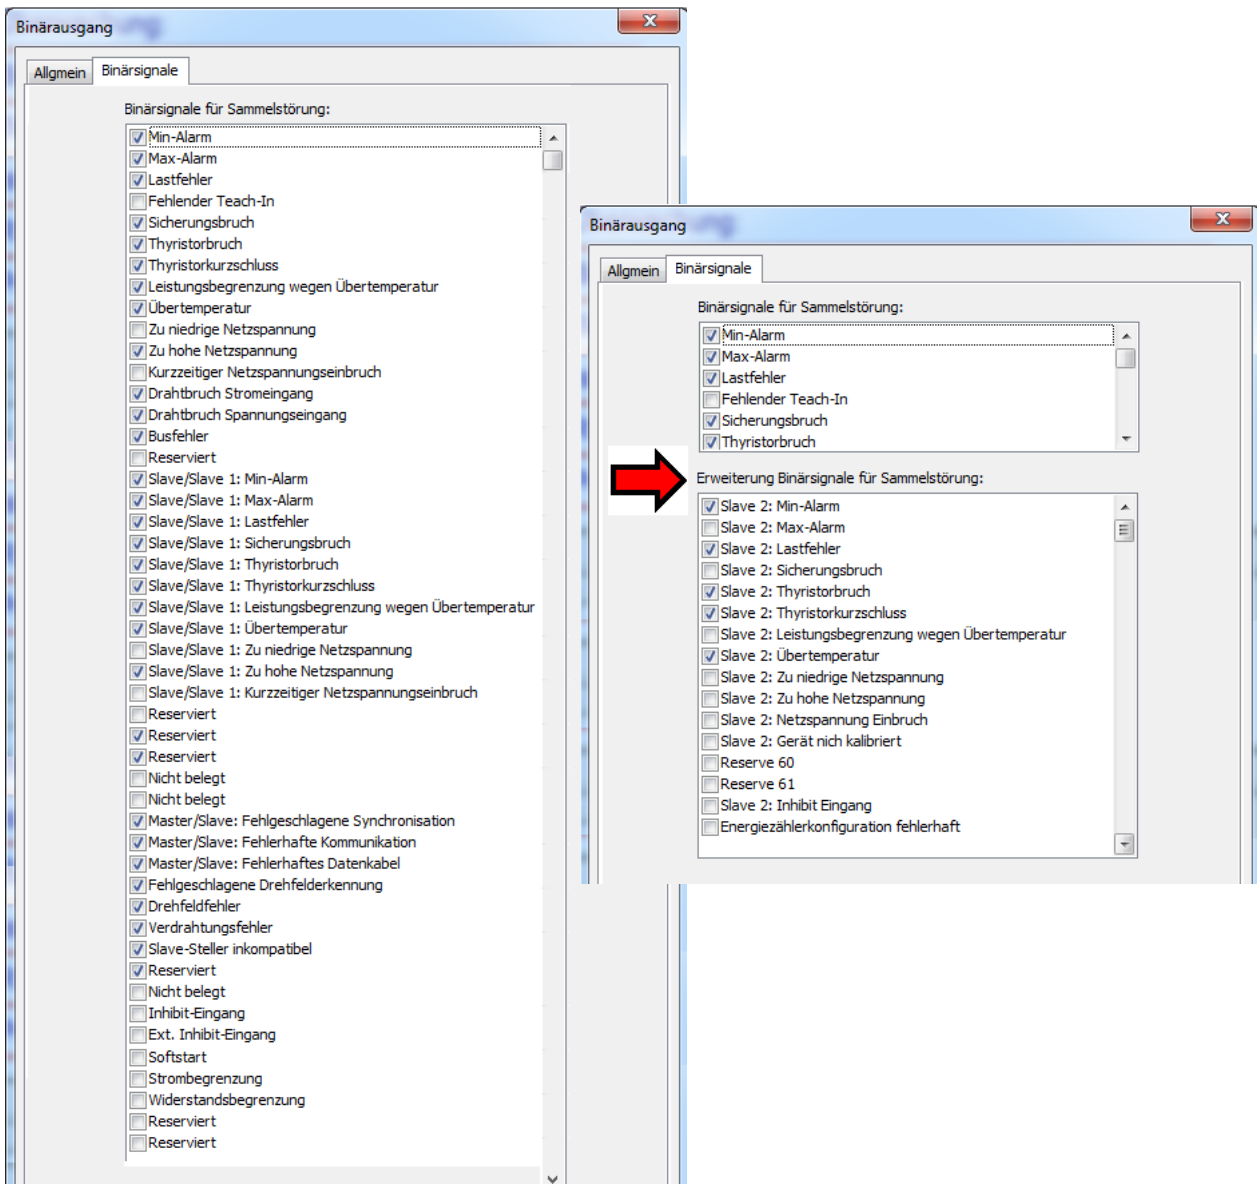 Binärausgang
Allgmein
Binärsignale
Binärsignale für Sammelstörung:
Min-Alarm
Max-Alarm
Lastfehler
Fehlender Teach-In
Sicherungsbruch
Thyristorbruch
Thyristorkurzschluss
Leistungsbegrenzung wegen Übertemperatur
Übertemperatur
Zu niedrige Netzspannung
Zu hohe Netzspannung
Kurzzeitiger Netzspannungseinbruch
Drahtbruch Stromeingang
Drahtbruch Spannungseingang
Busfehler
Reserviert
Slave/Slave 1: Min-Alarm
Slave/Slave 1: Max-Alarm
Slave/Slave 1: Lastfehler
Slave/Slave 1: Sicherungsbruch
Slave/Slave 1: Thyristorbruch
Slave/Slave 1: Thyristorkurzschluss
Slave/Slave 1: Leistungsbegrenzung wegen Übertemperatur
Slave/Slave 1: Übertemperatur
Slave/Slave 1: Zu niedrige Netzspannung
Slave/Slave 1: Zu hohe Netzspannung
Slave/Slave 1: Kurzzeitiger Netzspannungseinbruch
Reserviert
Reserviert
Reserviert
Nicht belegt
Nicht belegt
Master/Slave: Fehlgeschlagene Synchronisation
Master/Slave: Fehlerhafte Kommunikation
Master/Slave: Fehlerhaftes Datenkabel
Fehlgeschlagene Drehfelderkennung
Drehfeldfehler
Verdrahtungsfehler
Slave-Steller inkompatibel
Reserviert
Nicht belegt
Inhibit-Eingang
Ext. Inhibit-Eingang
Softstart
Strombegrenzung
Widerstandsbegrenzung
Reserviert
Reserviert
Binärausgang
Allgmein
Binärsignale
Binärsignale für Sammelstörung:
Min-Alarm
Max-Alarm
Lastfehler
Fehlender Teach-In
Sicherungsbruch
Thyristorbruch
Erweiterung Binärsignale für Sammelstörung:
Slave 2: Min-Alarm
Slave 2: Max-Alarm
Slave 2: Lastfehler
Slave 2: Sicherungsbruch
Slave 2: Thyristorbruch
Slave 2: Thyristorkurzschluss
Slave 2: Leistungsbegrenzung wegen Übertemperatur
Slave 2: Übertemperatur
Slave 2: Zu niedrige Netzspannung
Slave 2: Zu hohe Netzspannung
Slave 2: Netzspannung Einbruch
Slave 2: Gerät nich kalibriert
Reserve 60
Reserve 61
Slave 2: Inhibit Eingang
Energiezählerkonfiguration fehlerhaft